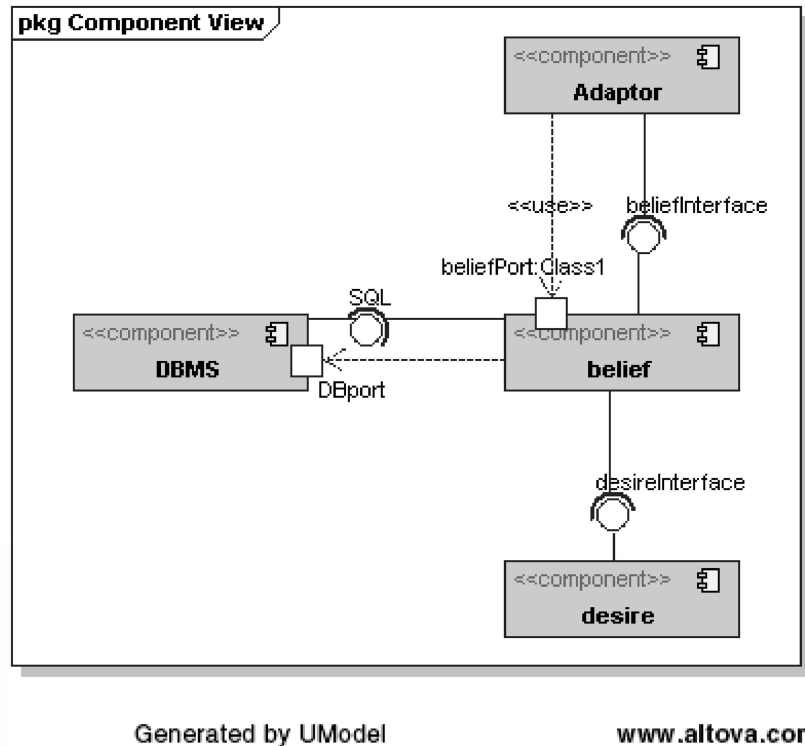 pkg Component View
<<component>>
Adaptor
<<use>>
beliefInterface
beliefPort:Class1
SQL
<<component>>
DBMS
<<component>>
belief
DBport
desireInterface
<<component>>
desire
Generated by UModel
www.altova.com